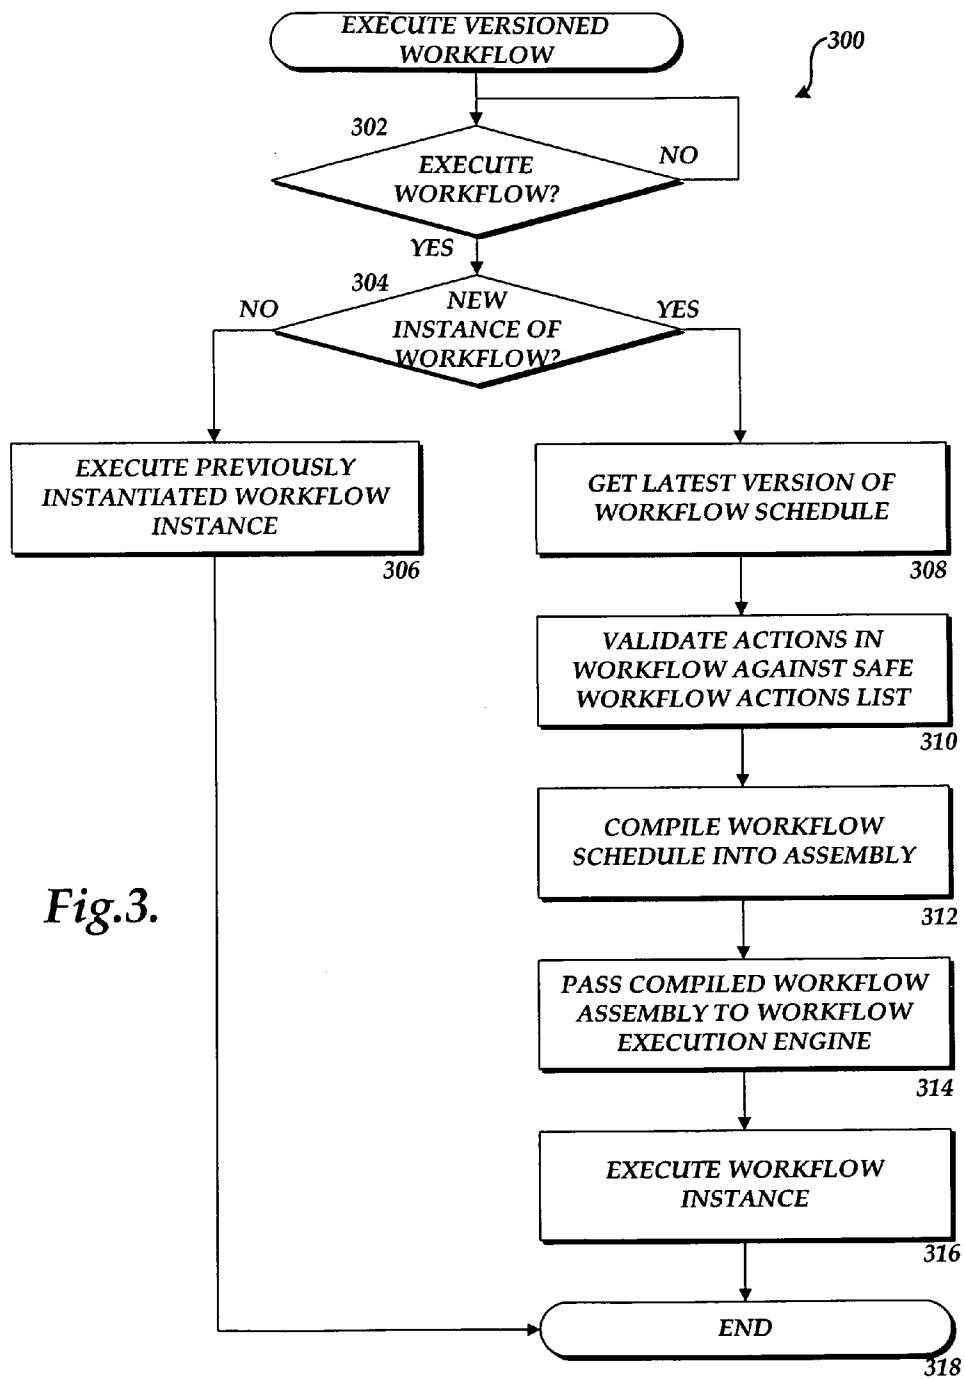 EXECUTE VERSIONED
WORKFLOW
300
302
EXECUTE
WORKFLOW?
NO
YES
304
NEW
INSTANCE OF
WORKFLOW?
NO
YES
EXECUTE PREVIOUSLY
INSTANTIATED WORKFLOW
INSTANCE
306
GET LATEST VERSION OF
WORKFLOW SCHEDULE
308
VALIDATE ACTIONS IN
WORKFLOW AGAINST SAFE
WORKFLOW ACTIONS LIST
310
COMPILE WORKFLOW
SCHEDULE INTO ASSEMBLY
312
Fig.3.
PASS COMPILED WORKFLOW
ASSEMBLY TO WORKFLOW
EXECUTION ENGINE
314
EXECUTE WORKFLOW
INSTANCE
316
END
318